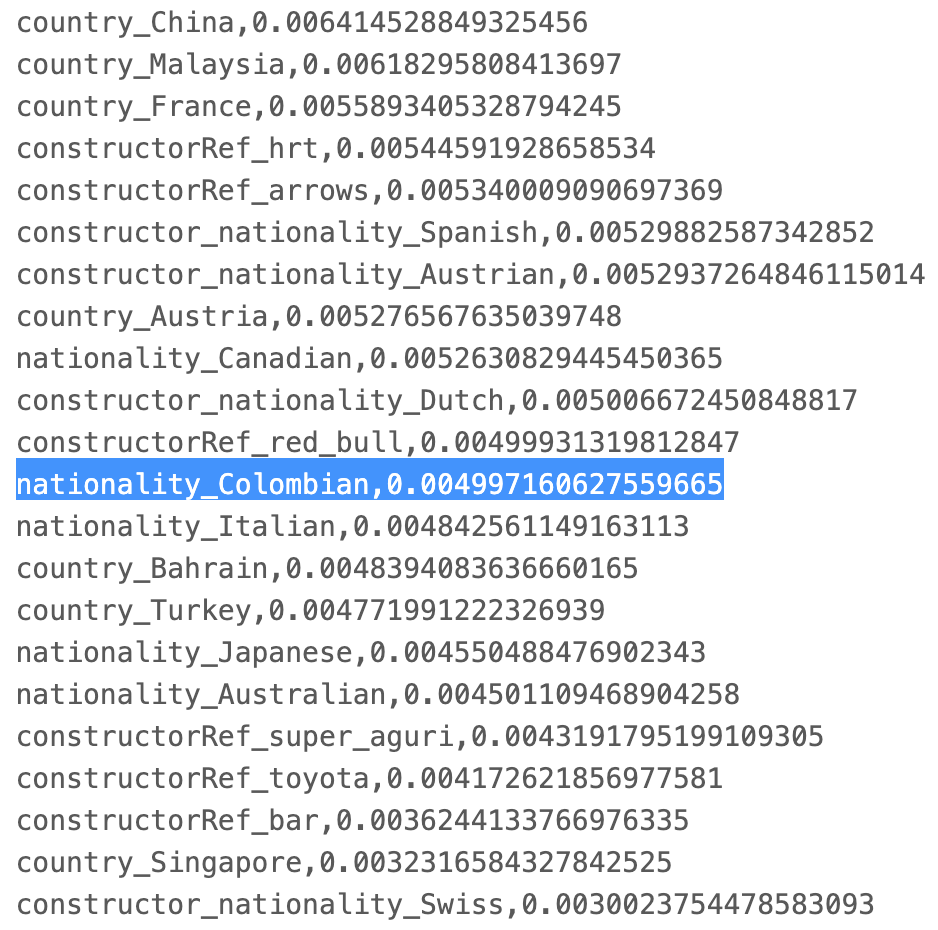 country_China,0.006414528849325456
country_Malaysia,0.00618295808413697
country_France,0.0055893405328794245
constructorRef_hrt,0.00544591928658534
constructorRef_arrows,0.005340009090697369
constructor_nationality_Spanish,0.00529882587342852
constructor_nationality_Austrian,0.0052937264846115014
country_Austria,0.005276567635039748
nationality_Canadian,0.0052630829445450365
constructor_nationality_Dutch,0.005006672450848817
constructorRef_red_bull,0.00499931319812847
nationality_Colombian,0.004997160627559665
nationality_Italian,0.004842561149163113
country_Bahrain,0.0048394083636660165
country_Turkey,0.004771991222326939
nationality_Japanese,0.004550488476902343
nationality_Australian,0.004501109468904258
constructorRef_super_aguri,0.0043191795199109305
constructorRef_toyota,0.004172621856977581
constructorRef_bar,0.0036244133766976335
country_Singapore,0.0032316584327842525
constructor_nationality_Swiss,0.0030023754478583093